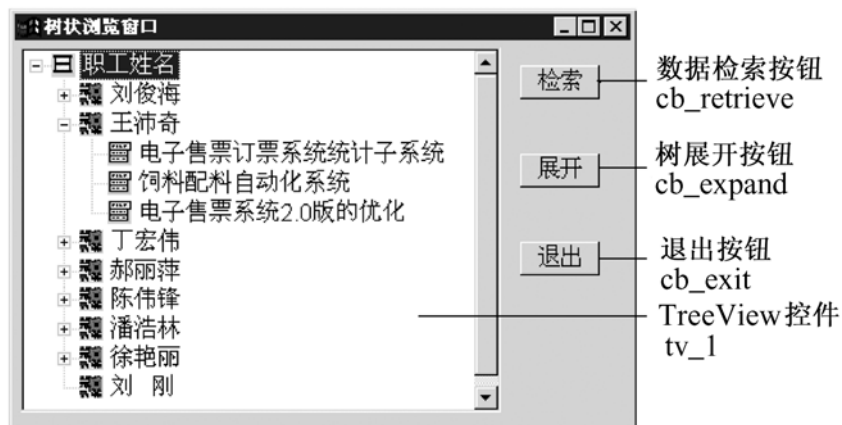 树状浏览窗口
职工姓名
刘俊海
王沛奇
电子售票订票系统统计子系统
饲料配料自动化系统
电子售票系统2.0版的优化
丁宏伟
郝丽萍
陈伟锋
潘浩林
徐艳丽
刘 刚
检索
展开
退出
数据检索按钮
cb_retrieve
树展开按钮
cb_expand
退出按钮
cb_exit
TreeView控件
tv_1